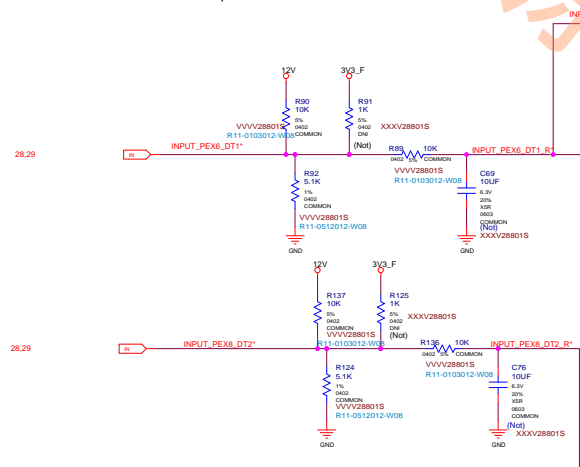 INP
12V
3V3_F
R90
10K
5%
0402
COMMON
VVVV28801S
R11-0103012-W08
R91
1K
5%
0402
DNI
(Not)
XXXV28801S
28,29
IN
INPUT_PEX6_DT1*
R89
10K
0402
5%
COMMON
VVVV28801S
R11-0103012-W08
INPUT_PEX6_DT1_R*
R92
5.1K
1%
0402
COMMON
VVVV28801S
R11-0512012-W08
GND
C69
10UF
6.3V
20%
X5R
0603
COMMON
(Not)
XXXV28801S
GND
12V
3V3_F
R137
10K
5%
0402
COMMON
VVVV28801S
R11-0103012-W08
R125
1K
5%
0402
DNI
(Not)
XXXV28801S
28,29
IN
INPUT_PEX8_DT2*
R136
10K
0402
5%
COMMON
VVVV28801S
R11-0103012-W08
INPUT_PEX8_DT2_R*
R124
5.1K
1%
0402
COMMON
VVVV28801S
R11-0512012-W08
GND
C76
10UF
6.3V
20%
X5R
0603
COMMON
(Not)
XXXV28801S
GND